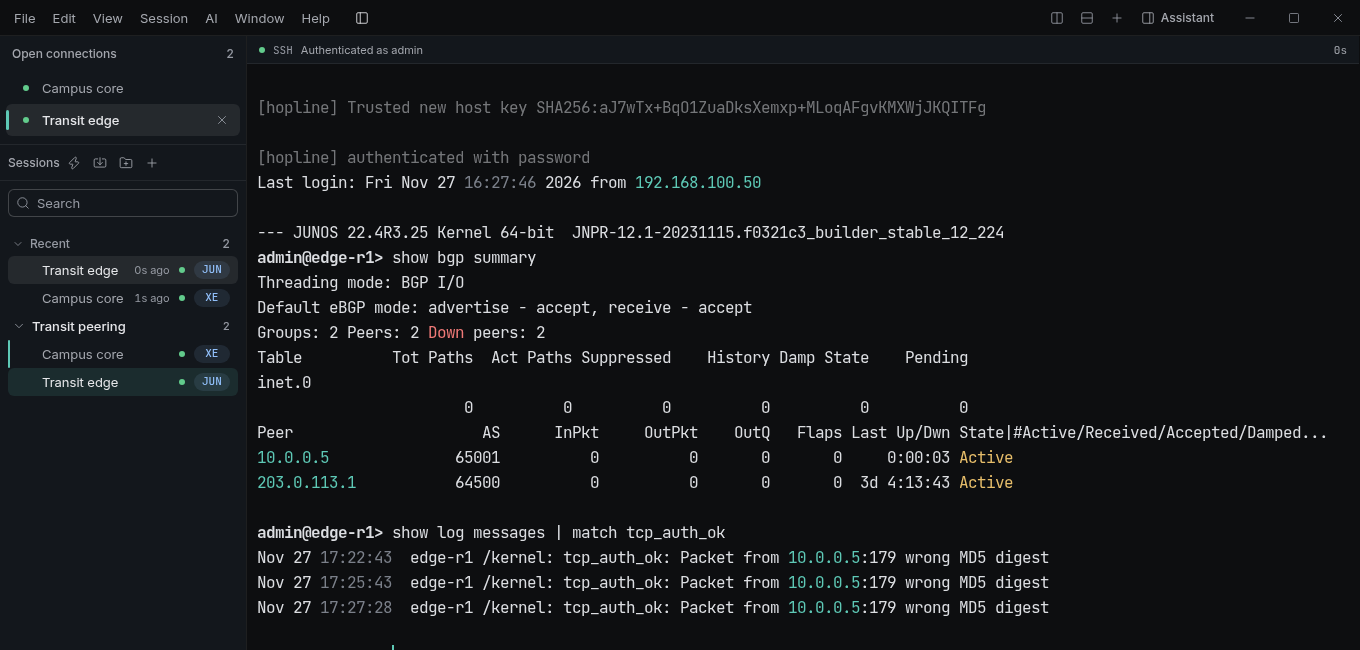 File Edit View Session AI Window Help Assistant
Open connections 2
Campus core
Transit edge
Sessions
Search
Recent 2
Transit edge 0s ago JUN
Campus core 1s ago XE
Transit peering 2
Campus core XE
Transit edge JUN
SSH Authenticated as admin 0s
[hopline] Trusted new host key SHA256:aJ7wTx+BqO1ZuaDksXemxp+MLoqAFgvKMXWjJKQITFg
[hopline] authenticated with password
Last login: Fri Nov 27 16:27:46 2026 from 192.168.100.50
--- JUNOS 22.4R3.25 Kernel 64-bit  JNPR-12.1-20231115.f0321c3_builder_stable_12_224
admin@edge-r1> show bgp summary
Threading mode: BGP I/O
Default eBGP mode: advertise - accept, receive - accept
Groups: 2 Peers: 2 Down peers: 2
Table          Tot Paths  Act Paths Suppressed    History Damp State    Pending
inet.0
                       0          0          0          0          0          0
Peer                     AS      InPkt     OutPkt    OutQ   Flaps Last Up/Dwn State|#Active/Received/Accepted/Damped...
10.0.0.5              65001          0          0       0       0     0:00:03 Active
203.0.113.1           64500          0          0       0       0  3d 4:13:43 Active
admin@edge-r1> show log messages | match tcp_auth_ok
Nov 27 17:22:43  edge-r1 /kernel: tcp_auth_ok: Packet from 10.0.0.5:179 wrong MD5 digest
Nov 27 17:25:43  edge-r1 /kernel: tcp_auth_ok: Packet from 10.0.0.5:179 wrong MD5 digest
Nov 27 17:27:28  edge-r1 /kernel: tcp_auth_ok: Packet from 10.0.0.5:179 wrong MD5 digest